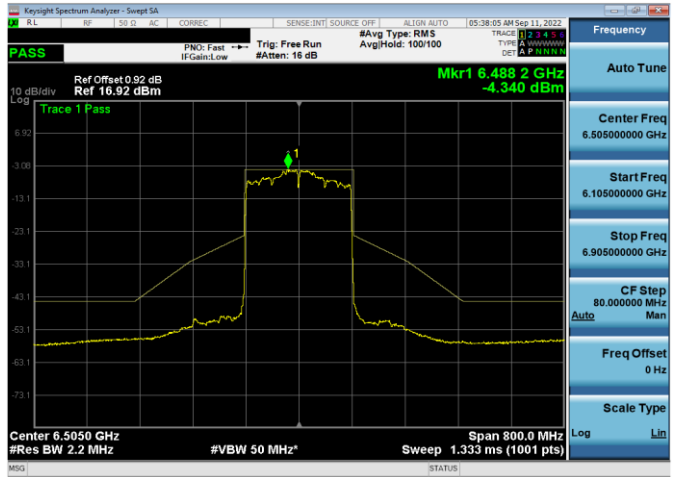 Keysight Spectrum Analyzer - Swept SA
RL RF 50 Ω AC CORREC SENSE:INT SOURCE OFF ALIGN AUTO 05:38:05 AM Sep 11, 2022
PASS
PNO: Fast
IFGain:Low
Trig: Free Run
#Atten: 16 dB
#Avg Type: RMS
Avg|Hold: 100/100
TRACE 1 2 3 4 5 6
TYPE A WWWWW
DET A P N N N N
Mkr1 6.488 2 GHz
-4.340 dBm
Ref Offset 0.92 dB
10 dB/div Ref 16.92 dBm
Log
Trace 1 Pass
1
6.92
-3.08
-13.1
-23.1
-33.1
-43.1
-53.1
-63.1
-73.1
Center 6.5050 GHz Span 800.0 MHz
#Res BW 2.2 MHz #VBW 50 MHz* Sweep 1.333 ms (1001 pts)
MSG STATUS
Frequency
Auto Tune
Center Freq
6.505000000 GHz
Start Freq
6.105000000 GHz
Stop Freq
6.905000000 GHz
CF Step
80.000000 MHz
Auto Man
Freq Offset
0 Hz
Scale Type
Log Lin